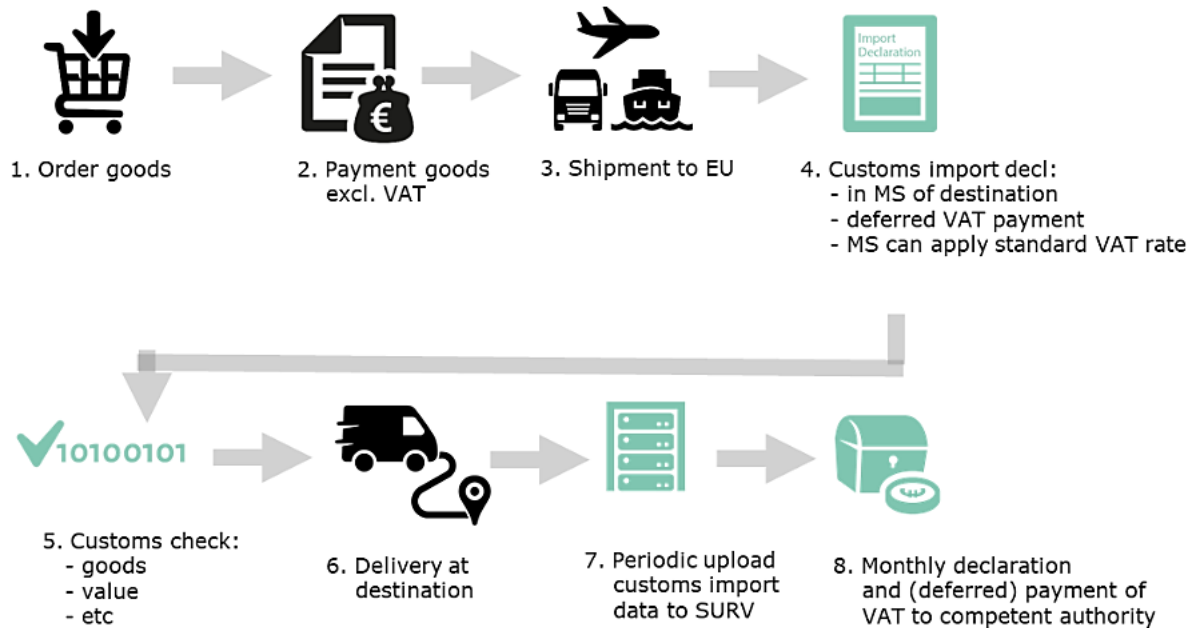 Import
Declaration
€
1. Order goods
2. Payment goods
excl. VAT
3. Shipment to EU
4. Customs import decl:
- in MS of destination
- deferred VAT payment
- MS can apply standard VAT rate
10100101
5. Customs check:
- goods
- value
- etc
6. Delivery at
destination
7. Periodic upload
customs import
data to SURV
€
8. Monthly declaration
and (deferred) payment of
VAT to competent authority